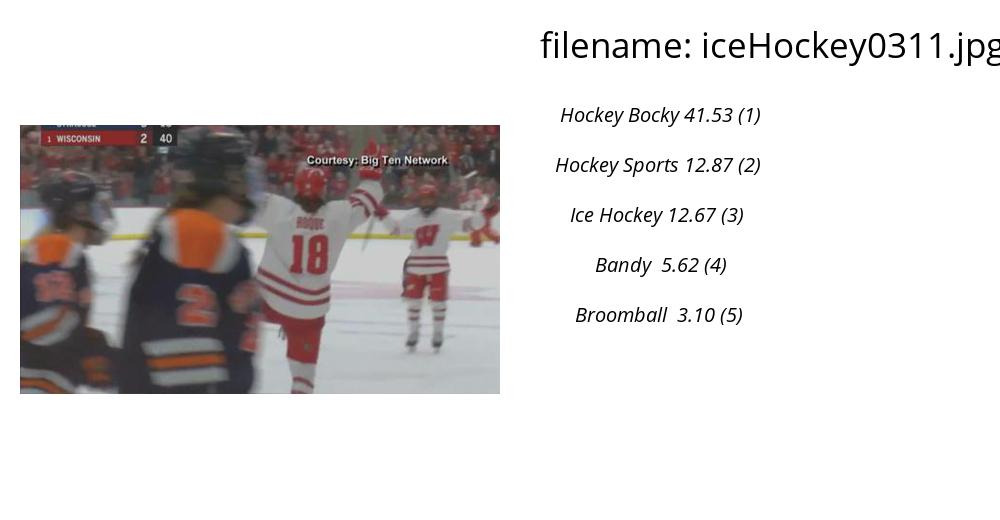 filename: iceHockey0311.jpg
Hockey Bocky 41.53 (1)
Hockey Sports 12.87 (2)
Ice Hockey 12.67 (3)
Bandy 5.62 (4)
Broomball 3.10 (5)
1 WISCONSIN 2 40
Courtesy: Big Ten Network
ROQUE
18
W
2